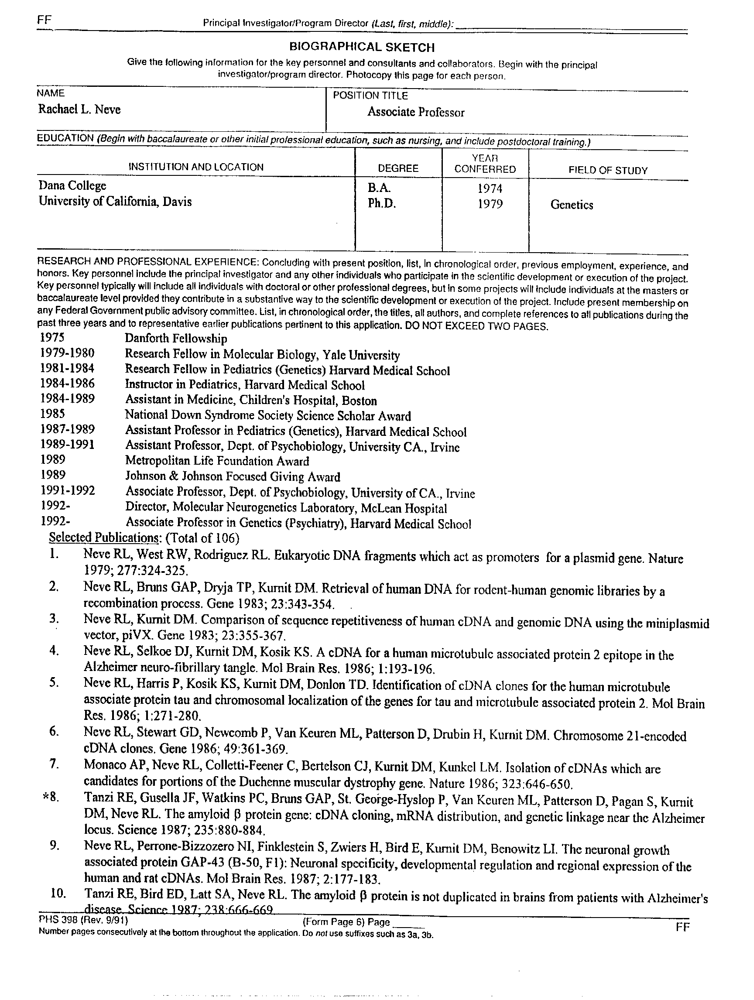 FF
Principal Investigator/Program Director (Last, first, middle):
BIOGRAPHICAL SKETCH
Give the following information for the key personnel and consultants and collaborators. Begin with the principal
investigator/program director. Photocopy this page for each person.
NAME
POSITION TITLE
Rachael L. Neve
Associate Professor
EDUCATION (Begin with baccalaureate or other initial professional education, such as nursing, and include postdoctoral training.)
INSTITUTION AND LOCATION
DEGREE
YEAR
CONFERRED
FIELD OF STUDY
Dana College B.A. 1974
University of California, Davis Ph.D. 1979 Genetics
RESEARCH AND PROFESSIONAL EXPERIENCE: Concluding with present position, list, in chronological order, previous employment, experience, and
honors. Key personnel include the principal investigator and any other individuals who participate in the scientific development or execution of the project.
Key personnel typically will include all individuals with doctoral or other professional degrees, but in some projects will include individuals at the masters or
baccalaureate level provided they contribute in a substantive way to the scientific development or execution of the project. Include present membership on
any Federal Government public advisory committee. List, in chronological order, the titles, all authors, and complete references to all publications during the
past three years and to representative earlier publications pertinent to this application. DO NOT EXCEED TWO PAGES.
1975 Danforth Fellowship
1979-1980 Research Fellow in Molecular Biology, Yale University
1981-1984 Research Fellow in Pediatrics (Genetics) Harvard Medical School
1984-1986 Instructor in Pediatrics, Harvard Medical School
1984-1989 Assistant in Medicine, Children's Hospital, Boston
1985 National Down Syndrome Society Science Scholar Award
1987-1989 Assistant Professor in Pediatrics (Genetics), Harvard Medical School
1989-1991 Assistant Professor, Dept. of Psychobiology, University CA., Irvine
1989 Metropolitan Life Foundation Award
1989 Johnson & Johnson Focused Giving Award
1991-1992 Associate Professor, Dept. of Psychobiology, University of CA., Irvine
1992- Director, Molecular Neurogenetics Laboratory, McLean Hospital
1992- Associate Professor in Genetics (Psychiatry), Harvard Medical School
Selected Publications: (Total of 106)
1. Neve RL, West RW, Rodriguez RL. Eukaryotic DNA fragments which act as promoters for a plasmid gene. Nature
1979; 277:324-325.
2. Neve RL, Bruns GAP, Dryja TP, Kurnit DM. Retrieval of human DNA for rodent-human genomic libraries by a
recombination process. Gene 1983; 23:343-354.
3. Neve RL, Kurnit DM. Comparison of sequence repetitiveness of human cDNA and genomic DNA using the miniplasmid
vector, piVX. Gene 1983; 23:355-367.
4. Neve RL, Selkoe DJ, Kurnit DM, Kosik KS. A cDNA for a human microtubule associated protein 2 epitope in the
Alzheimer neuro-fibrillary tangle. Mol Brain Res. 1986; 1:193-196.
5. Neve RL, Harris P, Kosik KS, Kurnit DM, Donlon TD. Identification of cDNA clones for the human microtubule
associate protein tau and chromosomal localization of the genes for tau and microtubule associated protein 2. Mol Brain
Res. 1986; 1:271-280.
6. Neve RL, Stewart GD, Newcomb P, Van Keuren ML, Patterson D, Drubin H, Kurnit DM. Chromosome 21-encoded
cDNA clones. Gene 1986; 49:361-369.
7. Monaco AP, Neve RL, Colletti-Feener C, Bertelson CJ, Kurnit DM, Kunkel LM. Isolation of cDNAs which are
candidates for portions of the Duchenne muscular dystrophy gene. Nature 1986; 323:646-650.
*8. Tanzi RE, Gusella JF, Watkins PC, Bruns GAP, St. George-Hyslop P, Van Keuren ML, Patterson D, Pagan S, Kurnit
DM, Neve RL. The amyloid β protein gene: cDNA cloning, mRNA distribution, and genetic linkage near the Alzheimer
locus. Science 1987; 235:880-884.
9. Neve RL, Perrone-Bizzozero NI, Finklestein S, Zwiers H, Bird E, Kurnit DM, Benowitz LI. The neuronal growth
associated protein GAP-43 (B-50, F1): Neuronal specificity, developmental regulation and regional expression of the
human and rat cDNAs. Mol Brain Res. 1987; 2:177-183.
10. Tanzi RE, Bird ED, Latt SA, Neve RL. The amyloid β protein is not duplicated in brains from patients with Alzheimer's
disease. Science 1987; 238:666-669.
PHS 398 (Rev. 9/91) (Form Page 6) Page FF
Number pages consecutively at the bottom throughout the application. Do not use suffixes such as 3a, 3b.